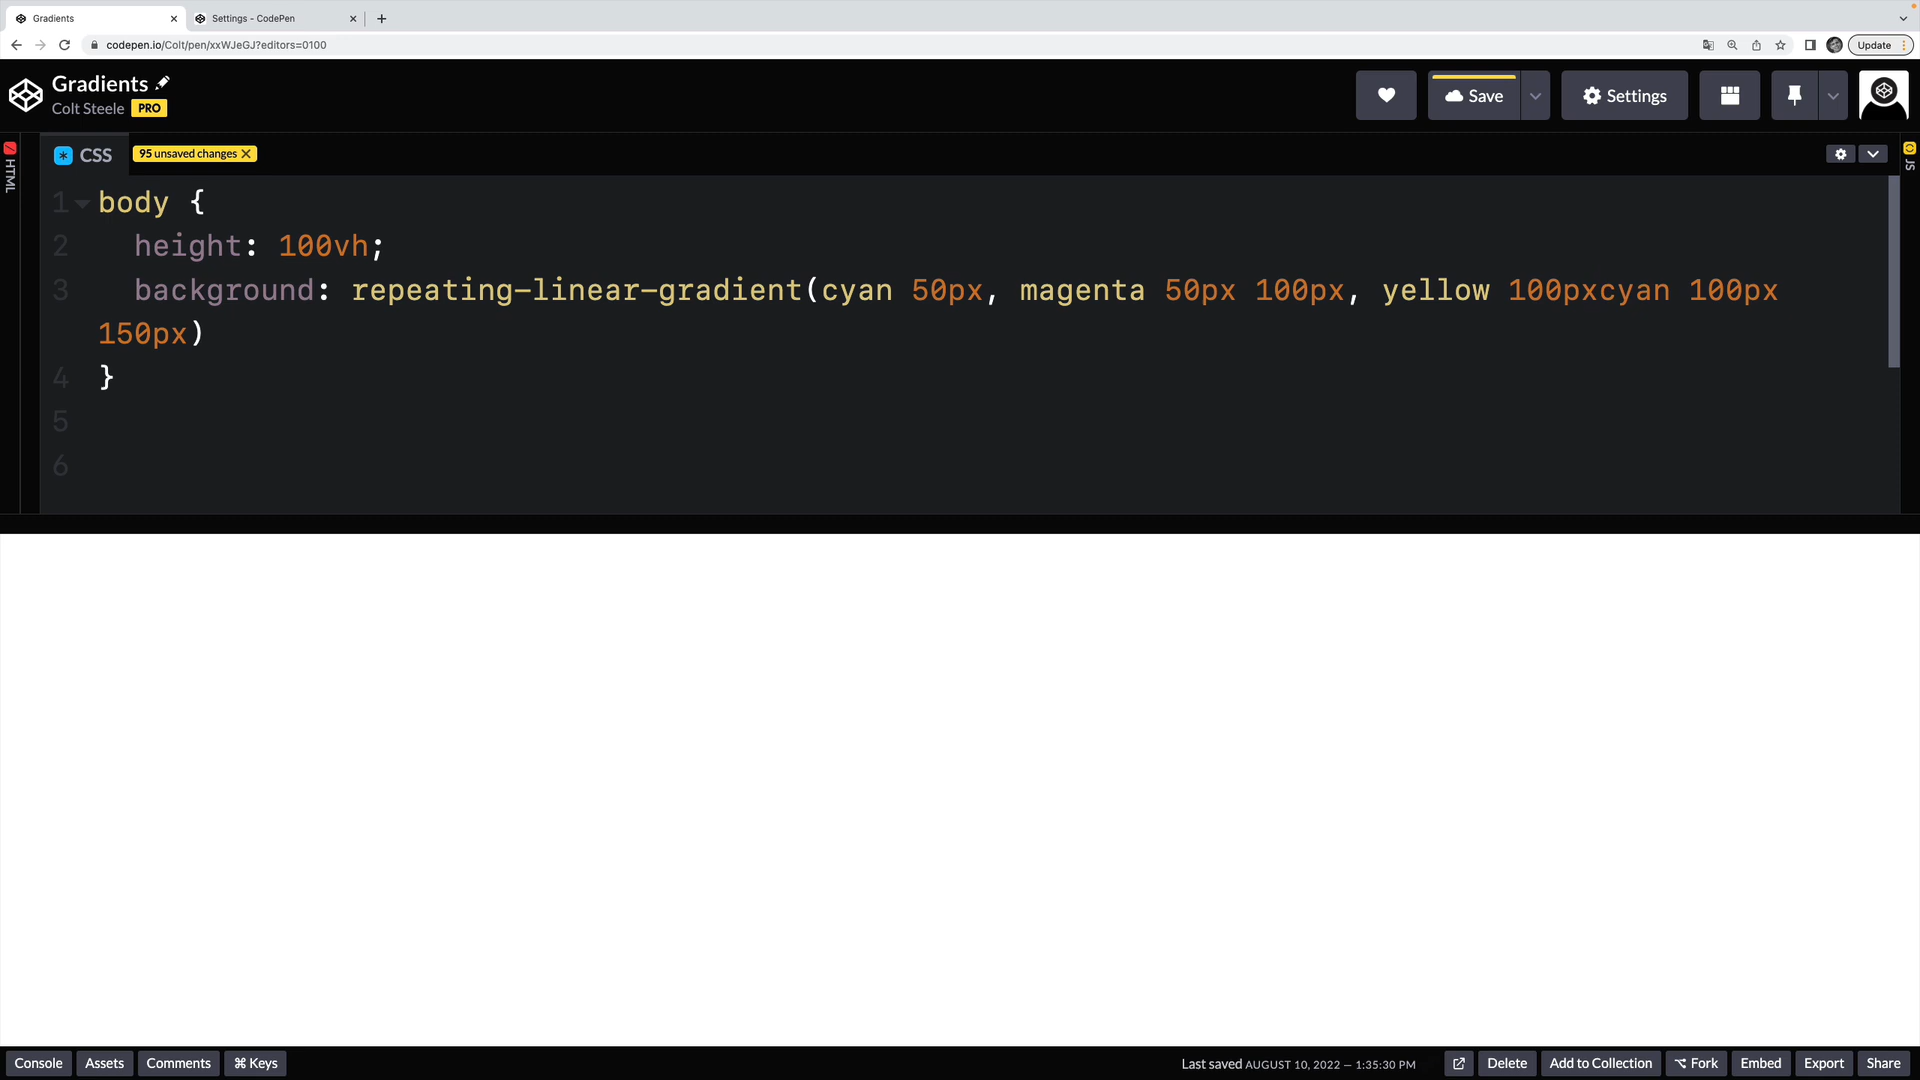 Gradients
Settings - CodePen
codepen.io/Colt/pen/xxWJeGJ?editors=0100
Update
Gradients
Colt Steele PRO
Save
Settings
HTML
CSS
95 unsaved changes
JS
1 body {
2 height: 100vh;
3 background: repeating-linear-gradient(cyan 50px, magenta 50px 100px, yellow 100pxcyan 100px
150px)
4 }
5
6
Console Assets Comments ⌘ Keys Last saved AUGUST 10, 2022 — 1:35:30 PM Delete Add to Collection ⌥ Fork Embed Export Share